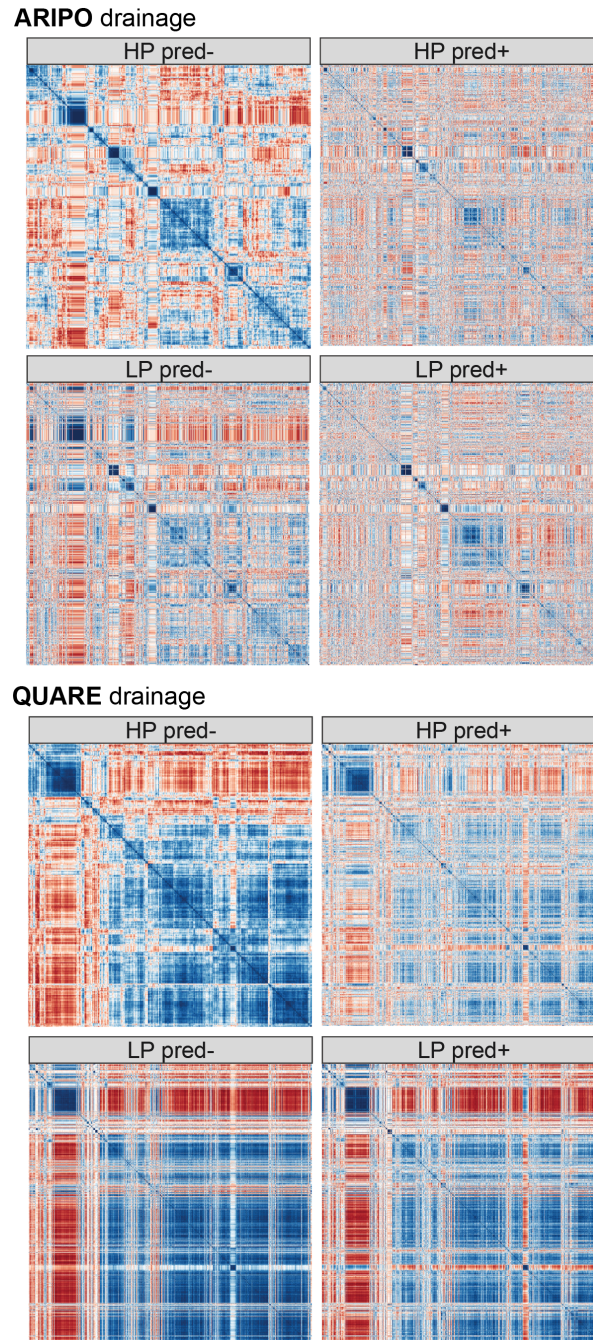 ARIPO drainage
HP pred-
HP pred+
LP pred-
LP pred+
QUARE drainage
HP pred-
HP pred+
LP pred-
LP pred+